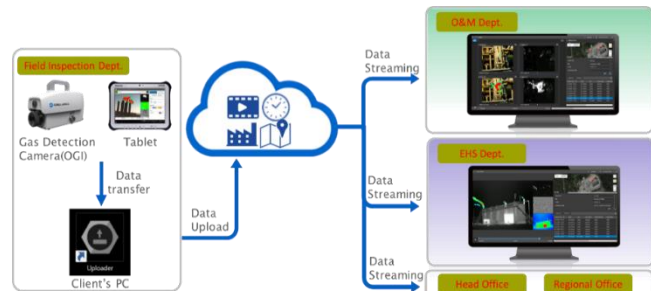 Field Inspection Dept.
Gas Detection
Camera(OGI)
Tablet
Data
transfer
Uploader
Client's PC
Data
Upload
Data
Streaming
O&M Dept.
Data
Streaming
EHS Dept.
Data
Streaming
Head Office
Regional Office